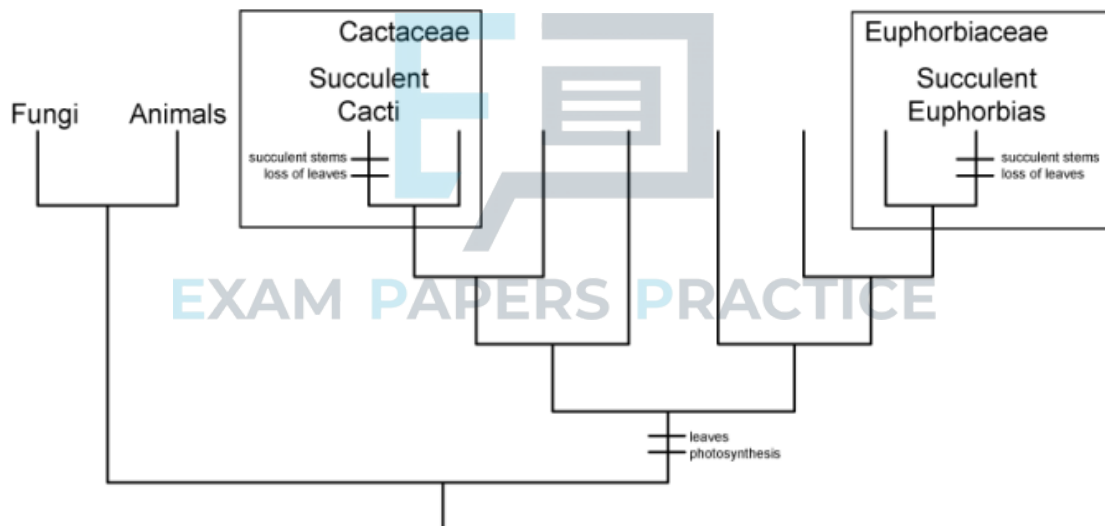 Cactaceae
Euphorbiaceae
Succulent
Cacti
Succulent
Euphorbias
Fungi
Animals
succulent stems
loss of leaves
succulent stems
loss of leaves
EXAM PAPERS PRACTICE
leaves
photosynthesis